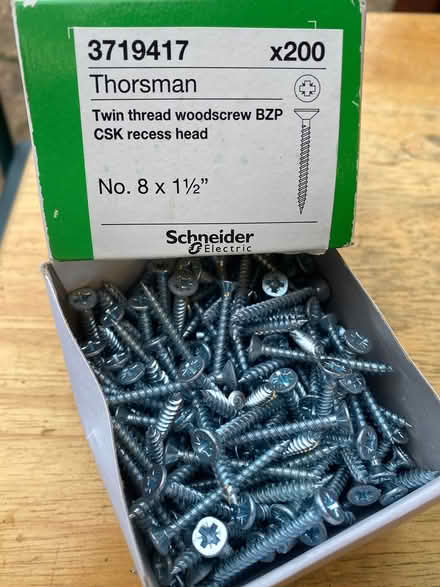 3719417 x200
Thorsman
Twin thread woodscrew BZP
CSK recess head
No. 8 x 1½”
Schneider
Electric